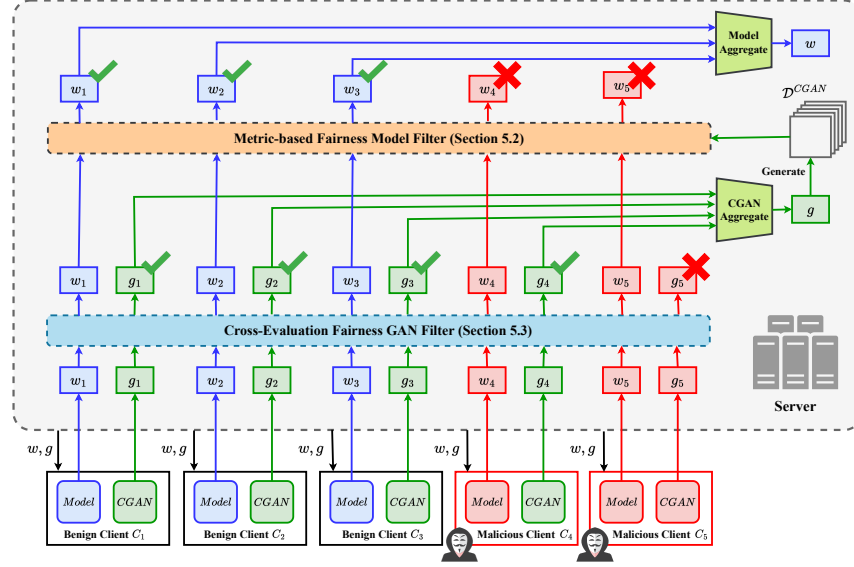 Model
Aggregate
w
w₁
w₂
w₃
w₄
w₅
𝒟^CGAN
Metric-based Fairness Model Filter (Section 5.2)
Generate
CGAN
Aggregate
g
w₁
g₁
w₂
g₂
w₃
g₃
w₄
g₄
w₅
g₅
Cross-Evaluation Fairness GAN Filter (Section 5.3)
w₁
g₁
w₂
g₂
w₃
g₃
w₄
g₄
w₅
g₅
Server
w, g
w, g
w, g
w, g
w, g
Model
CGAN
Model
CGAN
Model
CGAN
Model
CGAN
Model
CGAN
Benign Client C₁
Benign Client C₂
Benign Client C₃
Malicious Client C₄
Malicious Client C₅